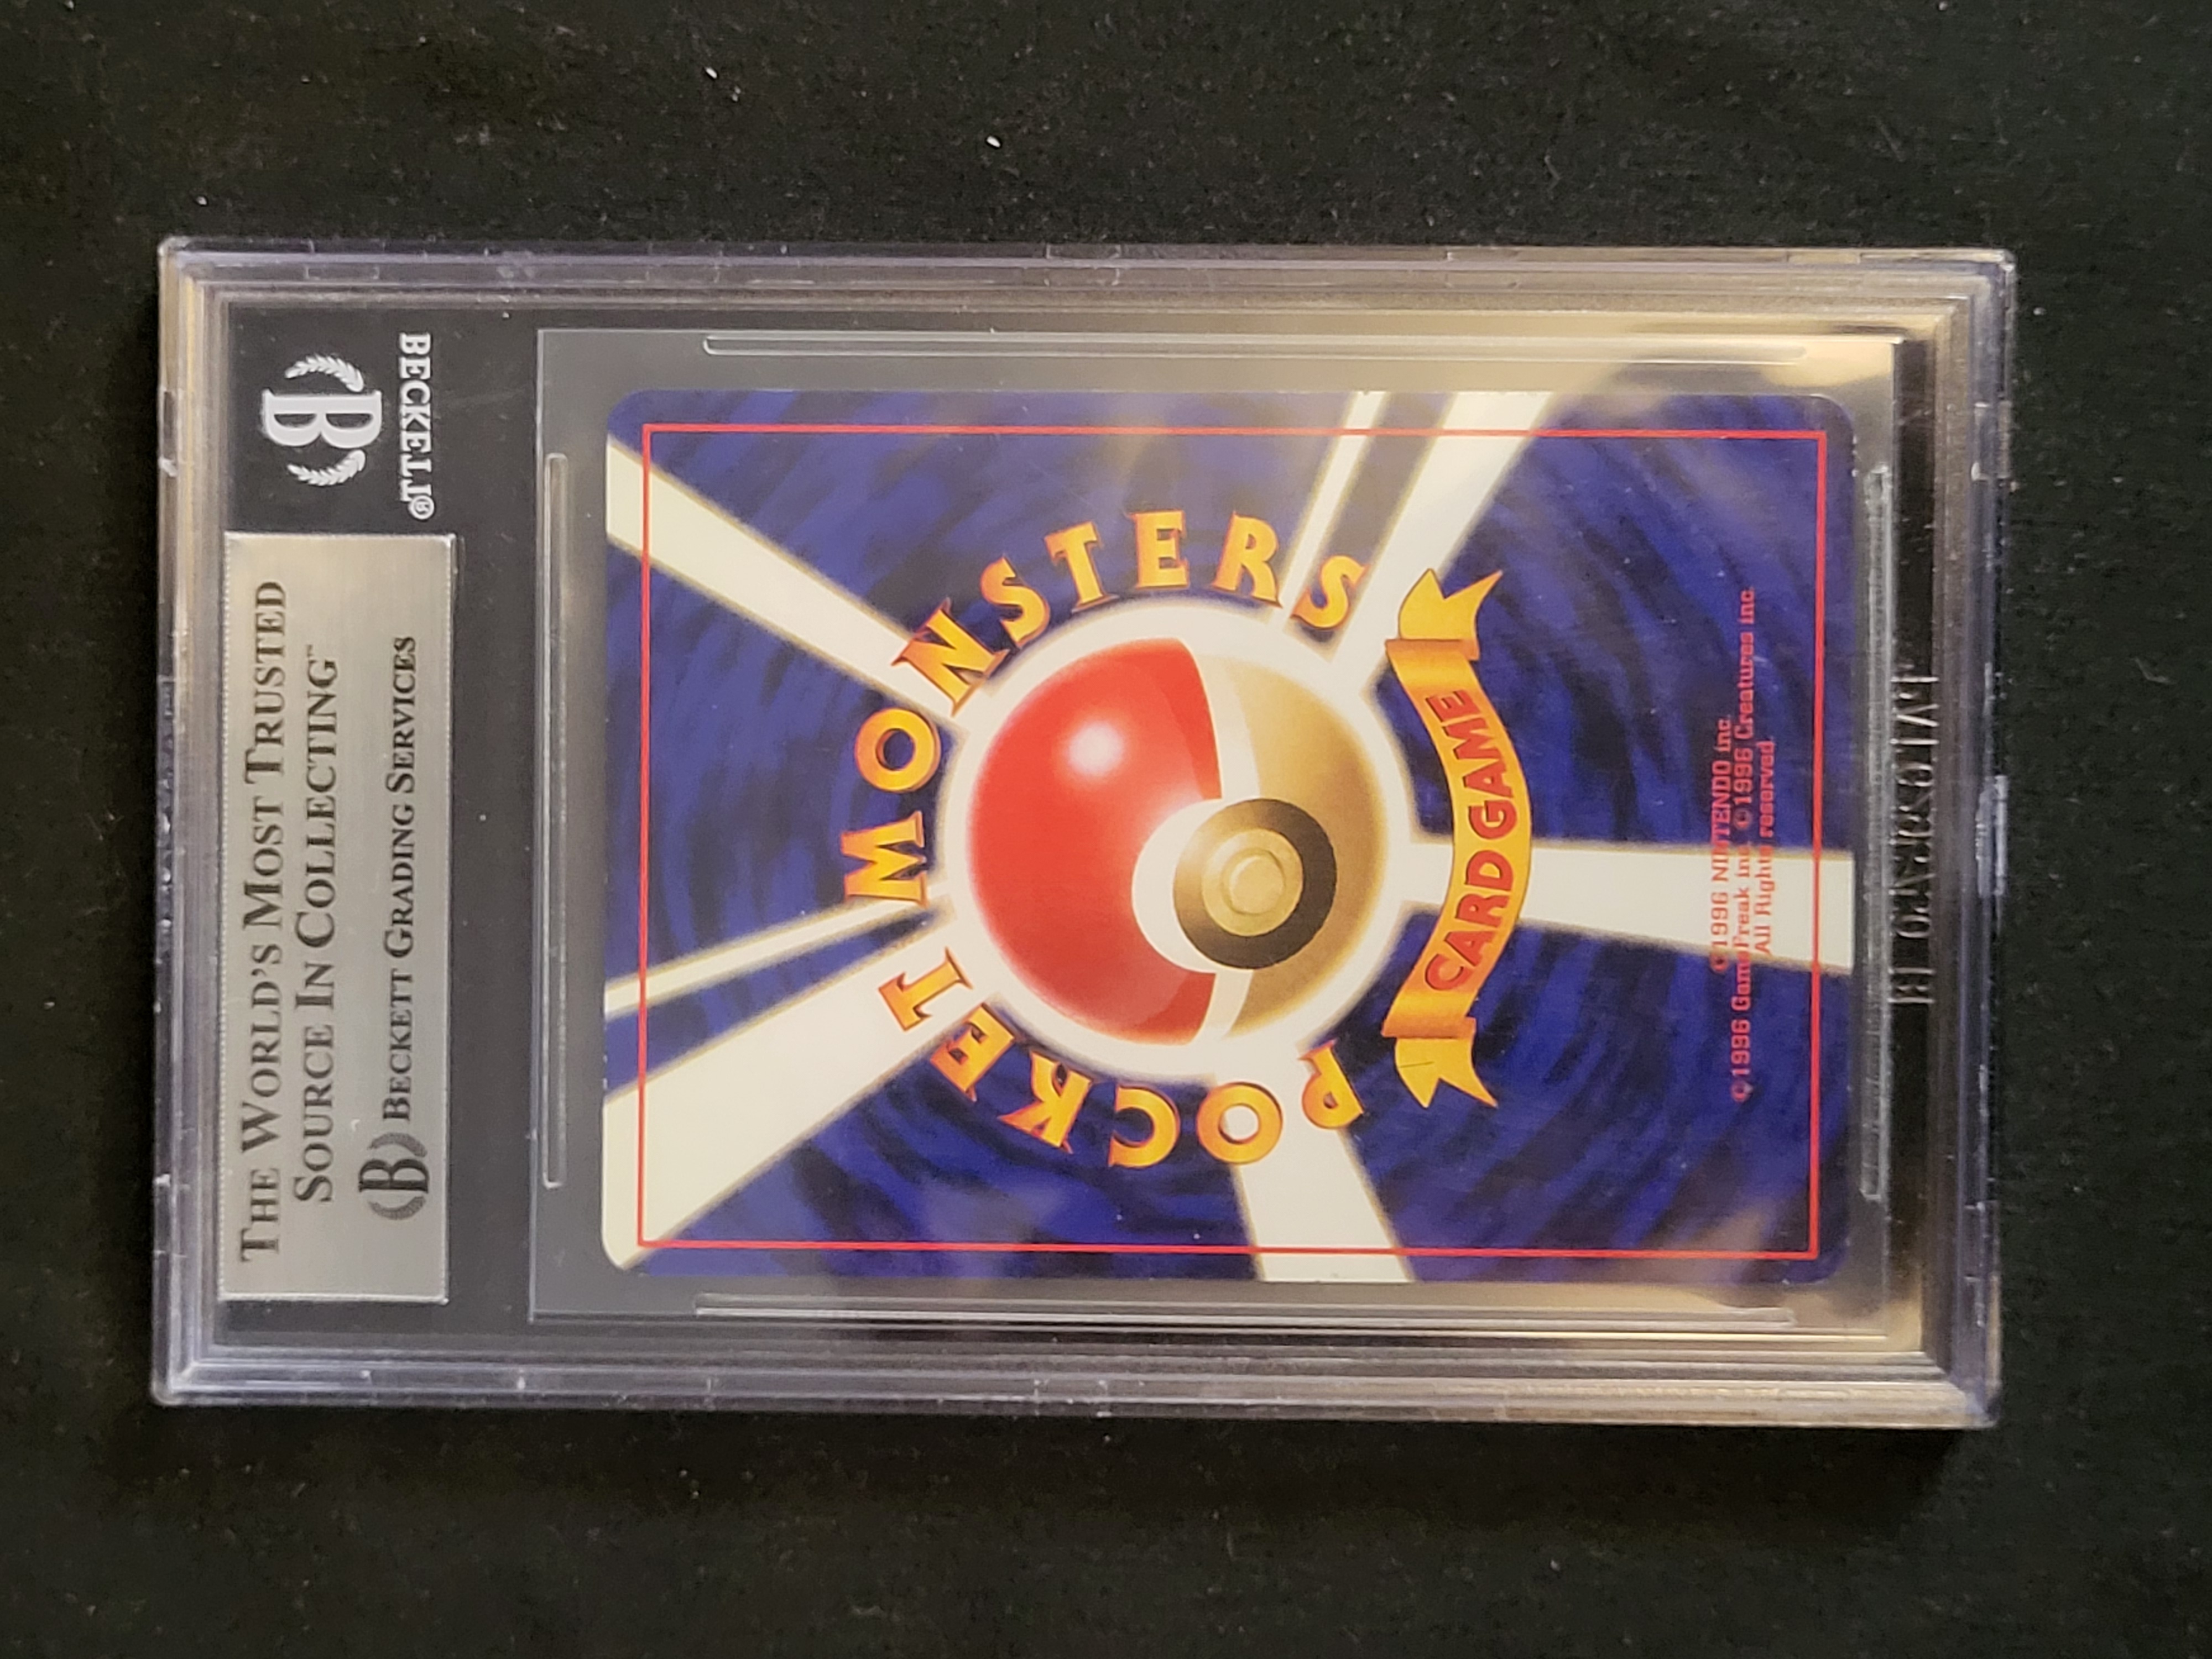 BECKETT®
B
THE WORLD'S MOST TRUSTED
SOURCE IN COLLECTING™
B BECKETT GRADING SERVICES
POCKET MONSTERS
CARD GAME
©1996 NINTENDO inc.
©1996 GameFreak inc. ©1996 Creatures inc.
All Rights reserved.